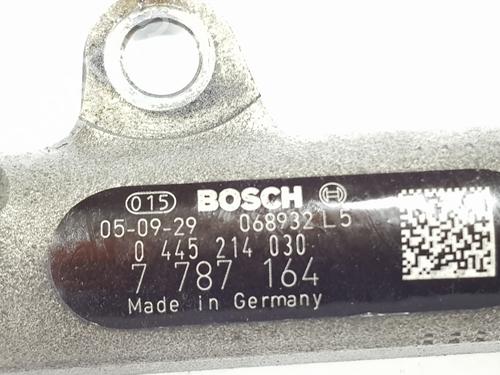 015 BOSCH
05-09-29 068932 L5
0 445 214 030
7 787 164
Made in Germany